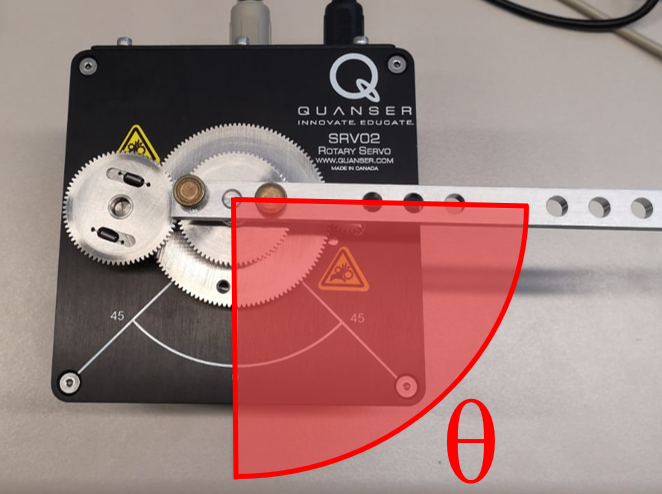 QUANSER
INNOVATE. EDUCATE.
SRV02
ROTARY SERVO
WWW.QUANSER.COM
MADE IN CANADA
45
45
θ